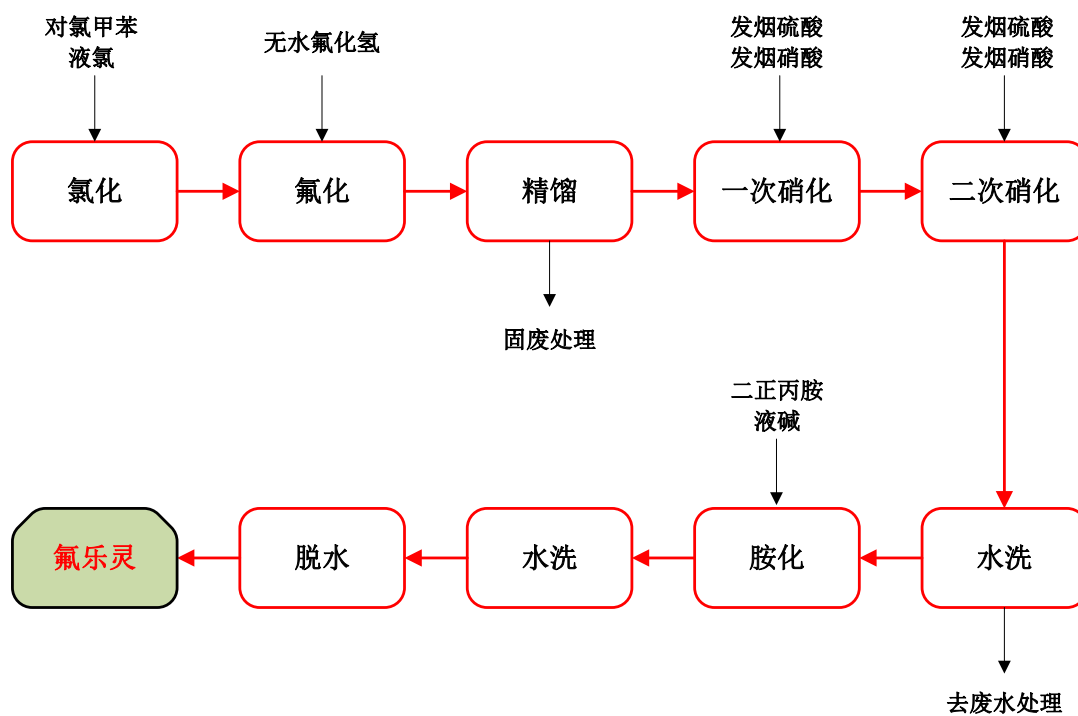 对氯甲苯
液氯
无水氟化氢
发烟硫酸
发烟硝酸
发烟硫酸
发烟硝酸
氯化
氟化
精馏
一次硝化
二次硝化
固废处理
二正丙胺
液碱
氟乐灵
脱水
水洗
胺化
水洗
去废水处理